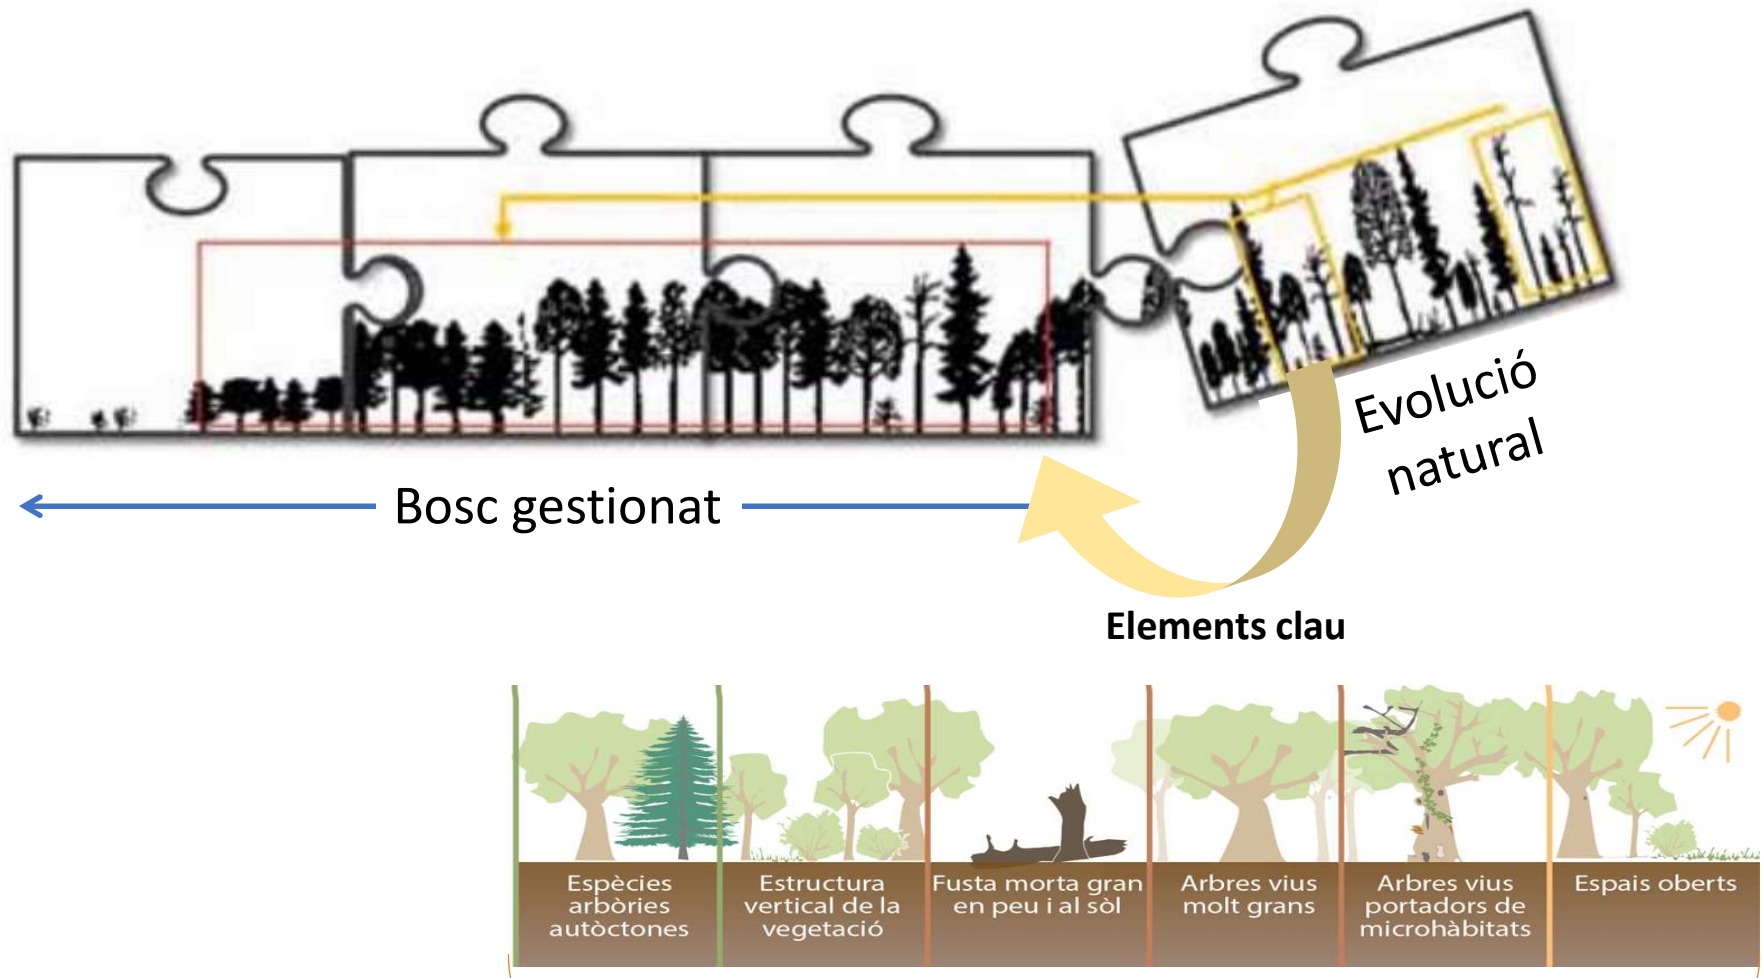 Evolució
natural
Bosc gestionat
Elements clau
Espècies
arbòries
autòctones
Estructura
vertical de la
vegetació
Fusta morta gran
en peu i al sòl
Arbres vius
molt grans
Arbres vius
portadors de
microhàbitats
Espais oberts